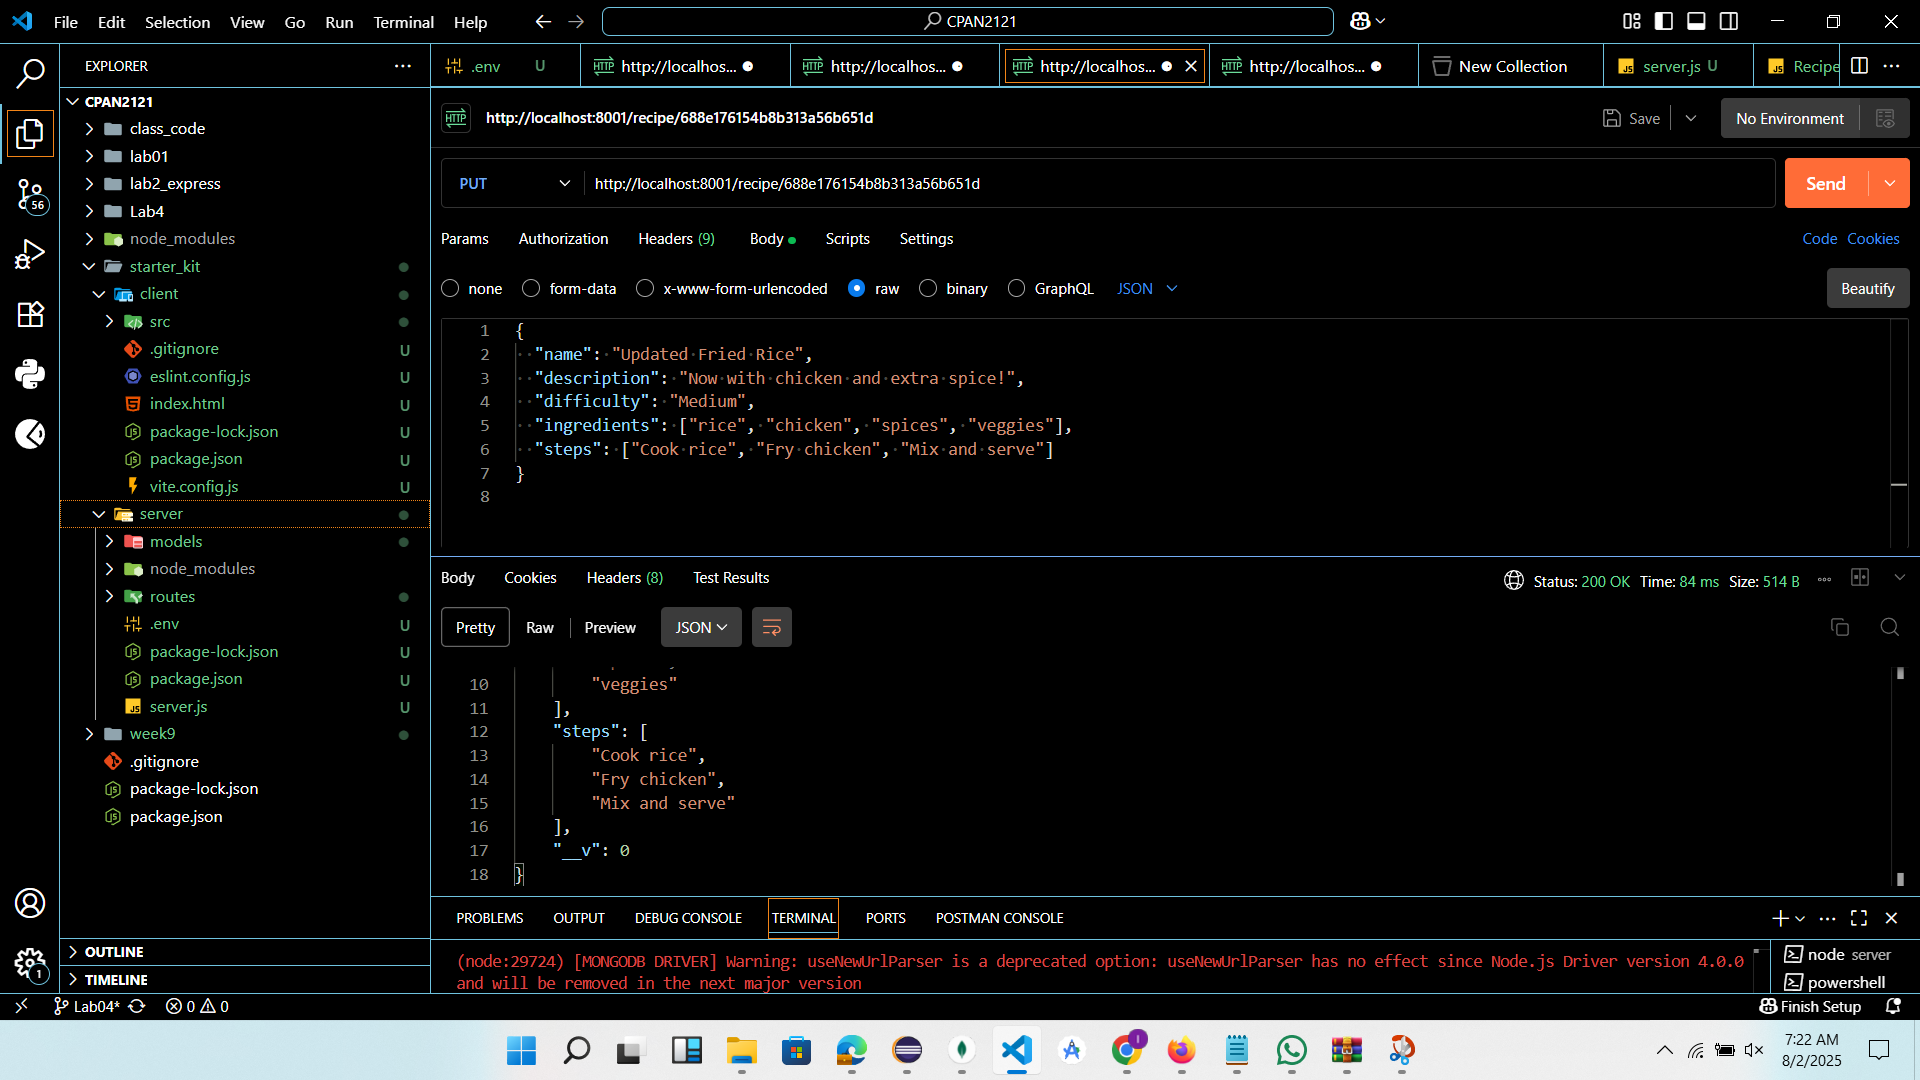 File Edit Selection View Go Run Terminal Help
CPAN2121
EXPLORER
.env U
HTTP http://localhos...
HTTP http://localhos...
HTTP http://localhos...
HTTP http://localhos...
New Collection
JS server.js U
JS Recipe
CPAN2121
class_code
lab01
lab2_express
Lab4
node_modules
starter_kit
client
src
.gitignore U
eslint.config.js U
index.html U
package-lock.json U
package.json U
vite.config.js U
server
models
node_modules
routes
.env U
package-lock.json U
package.json U
server.js U
week9
.gitignore
package-lock.json
package.json
OUTLINE
TIMELINE
56
1
HTTP http://localhost:8001/recipe/688e176154b8b313a56b651d
Save
No Environment
PUT http://localhost:8001/recipe/688e176154b8b313a56b651d
Send
Params Authorization Headers (9) Body Scripts Settings
Code Cookies
none form-data x-www-form-urlencoded raw binary GraphQL JSON
Beautify
1 {
2 "name": "Updated Fried Rice",
3 "description": "Now with chicken and extra spice!",
4 "difficulty": "Medium",
5 "ingredients": ["rice", "chicken", "spices", "veggies"],
6 "steps": ["Cook rice", "Fry chicken", "Mix and serve"]
7 }
8
Body Cookies Headers (8) Test Results
Status: 200 OK Time: 84 ms Size: 514 B
Pretty Raw Preview JSON
10 "veggies"
11 ],
12 "steps": [
13 "Cook rice",
14 "Fry chicken",
15 "Mix and serve"
16 ],
17 "__v": 0
18 }
PROBLEMS OUTPUT DEBUG CONSOLE TERMINAL PORTS POSTMAN CONSOLE
(node:29724) [MONGODB DRIVER] Warning: useNewUrlParser is a deprecated option: useNewUrlParser has no effect since Node.js Driver version 4.0.0
and will be removed in the next major version
node server
powershell
Lab04* 0 0
Finish Setup
7:22 AM
8/2/2025